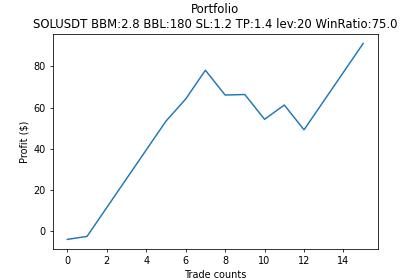 Portfolio
SOLUSDT BBM:2.8 BBL:180 SL:1.2 TP:1.4 lev:20 WinRatio:75.0
Profit ($)
80
60
40
20
0
0 2 4 6 8 10 12 14
Trade counts